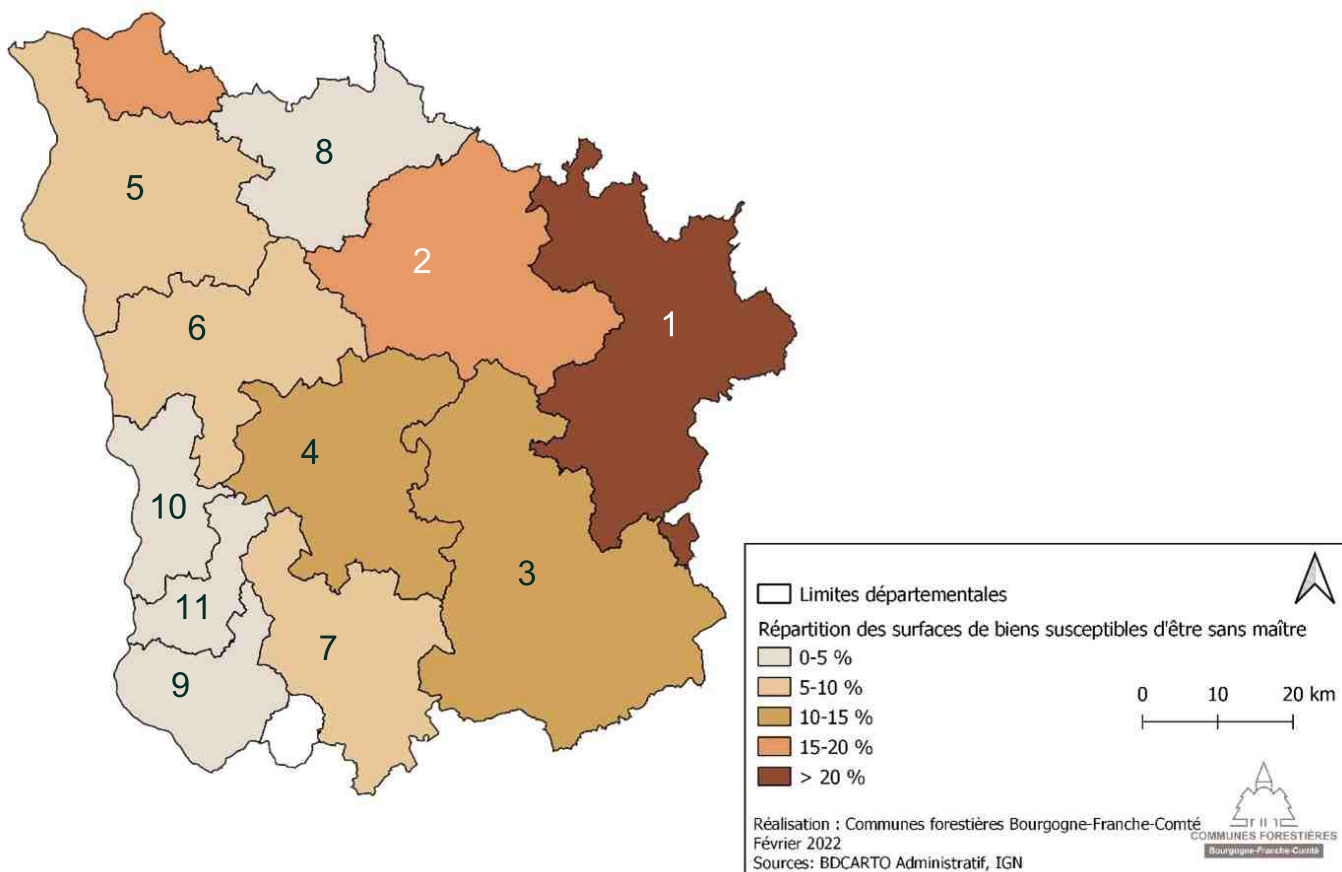 8
5
2
1
6
4
10
3
11
7
9
Limites départementales
Répartition des surfaces de biens susceptibles d'être sans maître
0-5 %
5-10 %
10-15 %
15-20 %
> 20 %
0 10 20 km
Réalisation : Communes forestières Bourgogne-Franche-Comté
Février 2022
Sources: BDCARTO Administratif, IGN
COMMUNES FORESTIÈRES
Bourgogne-Franche-Comté